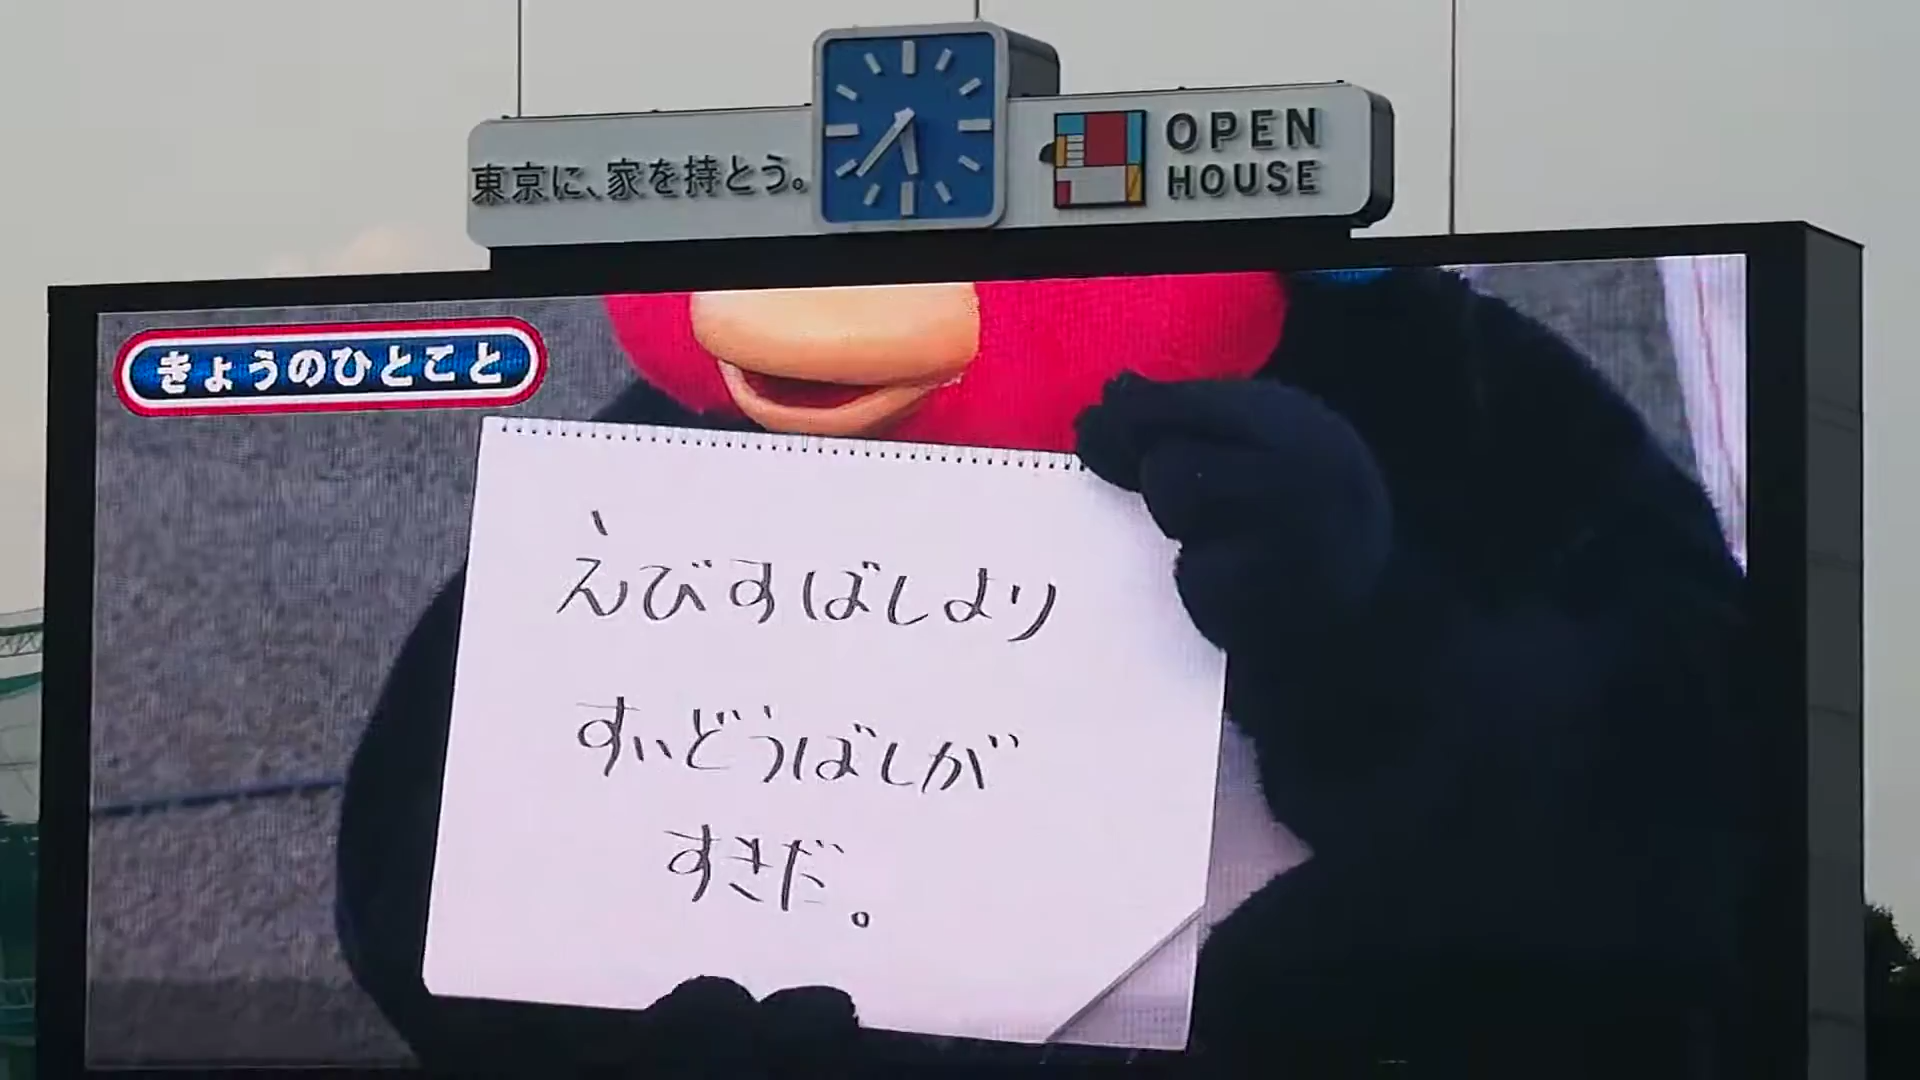 東京に、家を持とう。
OPEN
HOUSE
きょうのひとこと
えびすばしより
すいどうばしが
すきだ。